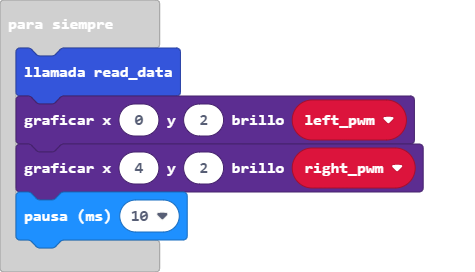 para siempre
llamada read_data
graficar x 0 y 2 brillo left_pwm
graficar x 4 y 2 brillo right_pwm
pausa (ms) 10